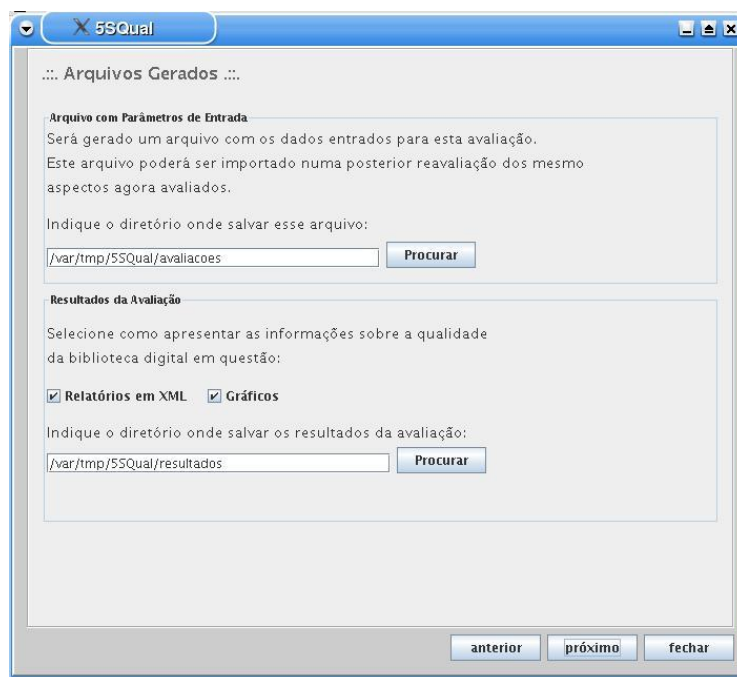 5SQual
.::. Arquivos Gerados .::.
Arquivo com Parâmetros de Entrada
Será gerado um arquivo com os dados entrados para esta avaliação.
Este arquivo poderá ser importado numa posterior reavaliação dos mesmo
aspectos agora avaliados.
Indique o diretório onde salvar esse arquivo:
/var/tmp/5SQual/avaliacoes Procurar
Resultados da Avaliação
Selecione como apresentar as informações sobre a qualidade
da biblioteca digital em questão:
Relatórios em XML Gráficos
Indique o diretório onde salvar os resultados da avaliação:
/var/tmp/5SQual/resultados Procurar
anterior próximo fechar